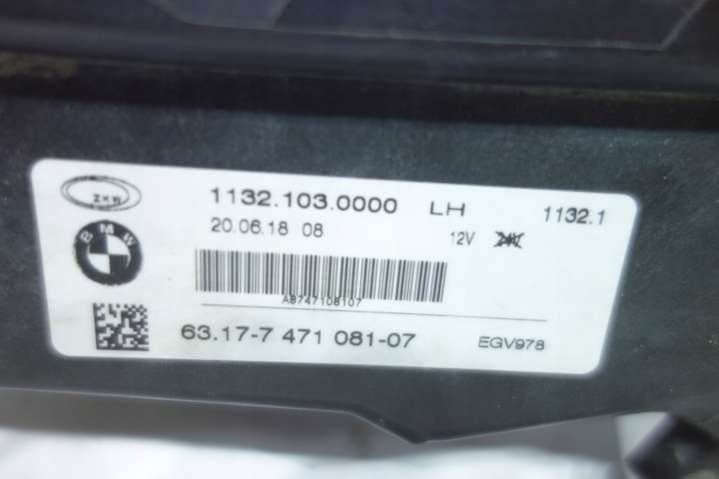 ZKW
1132.103.0000 LH 1132.1
20.06.18 08
12V 24V
BMW
A8747108107
63.17-7 471 081-07 EGV978